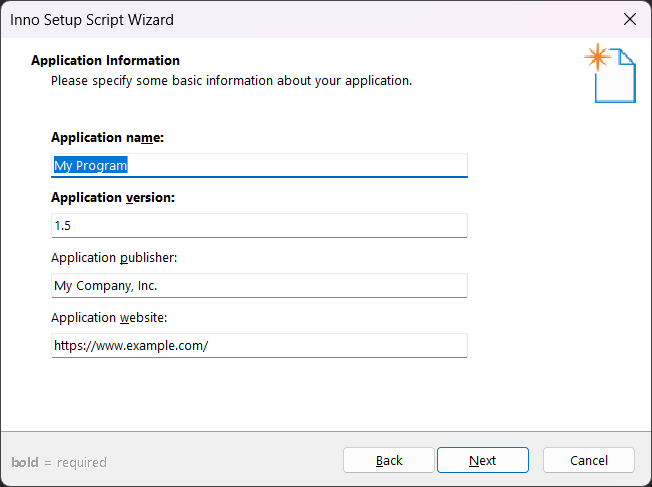 Inno Setup Script Wizard
Application Information
Please specify some basic information about your application.
Application name:
My Program
Application version:
1.5
Application publisher:
My Company, Inc.
Application website:
https://www.example.com/
bold = required
Back
Next
Cancel